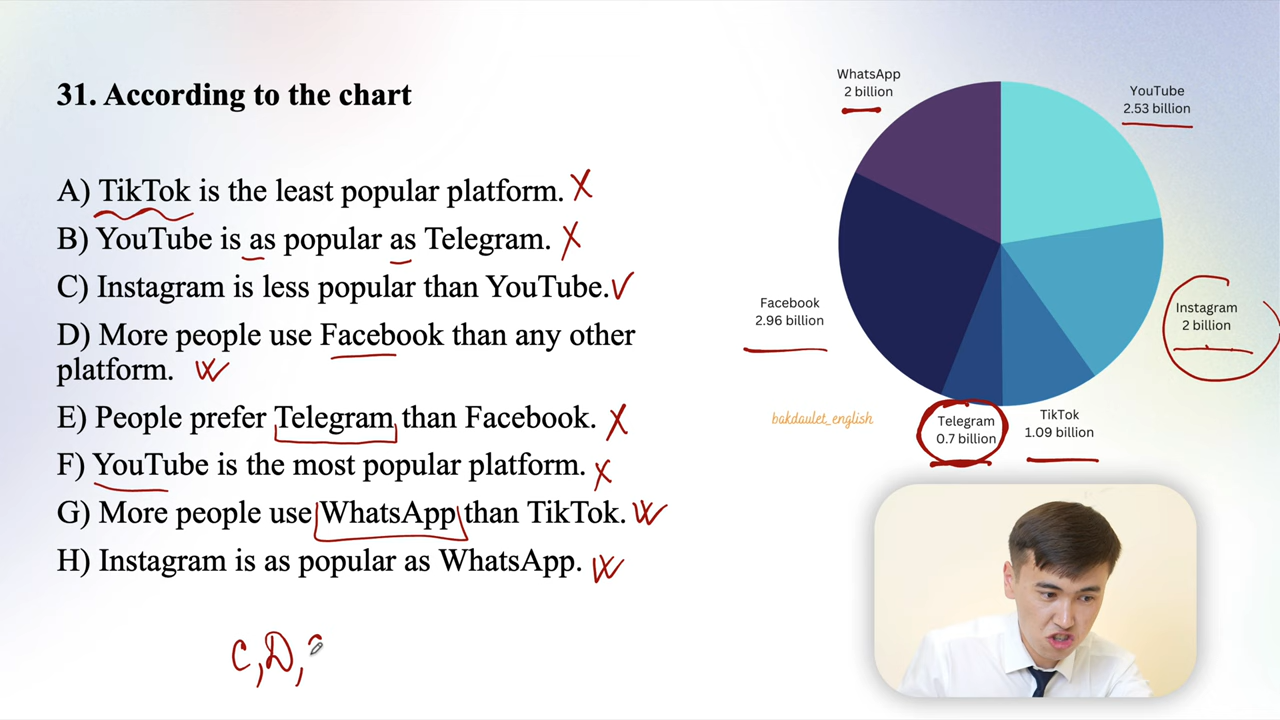 31. According to the chart
A) TikTok is the least popular platform. X
B) YouTube is as popular as Telegram. X
C) Instagram is less popular than YouTube. ✓
D) More people use Facebook than any other
platform.
E) People prefer Telegram than Facebook. X
F) YouTube is the most popular platform. X
G) More people use WhatsApp than TikTok.
H) Instagram is as popular as WhatsApp.
C, D,
WhatsApp
2 billion
YouTube
2.53 billion
Facebook
2.96 billion
Instagram
2 billion
Telegram
0.7 billion
TikTok
1.09 billion
bakdaulet_english